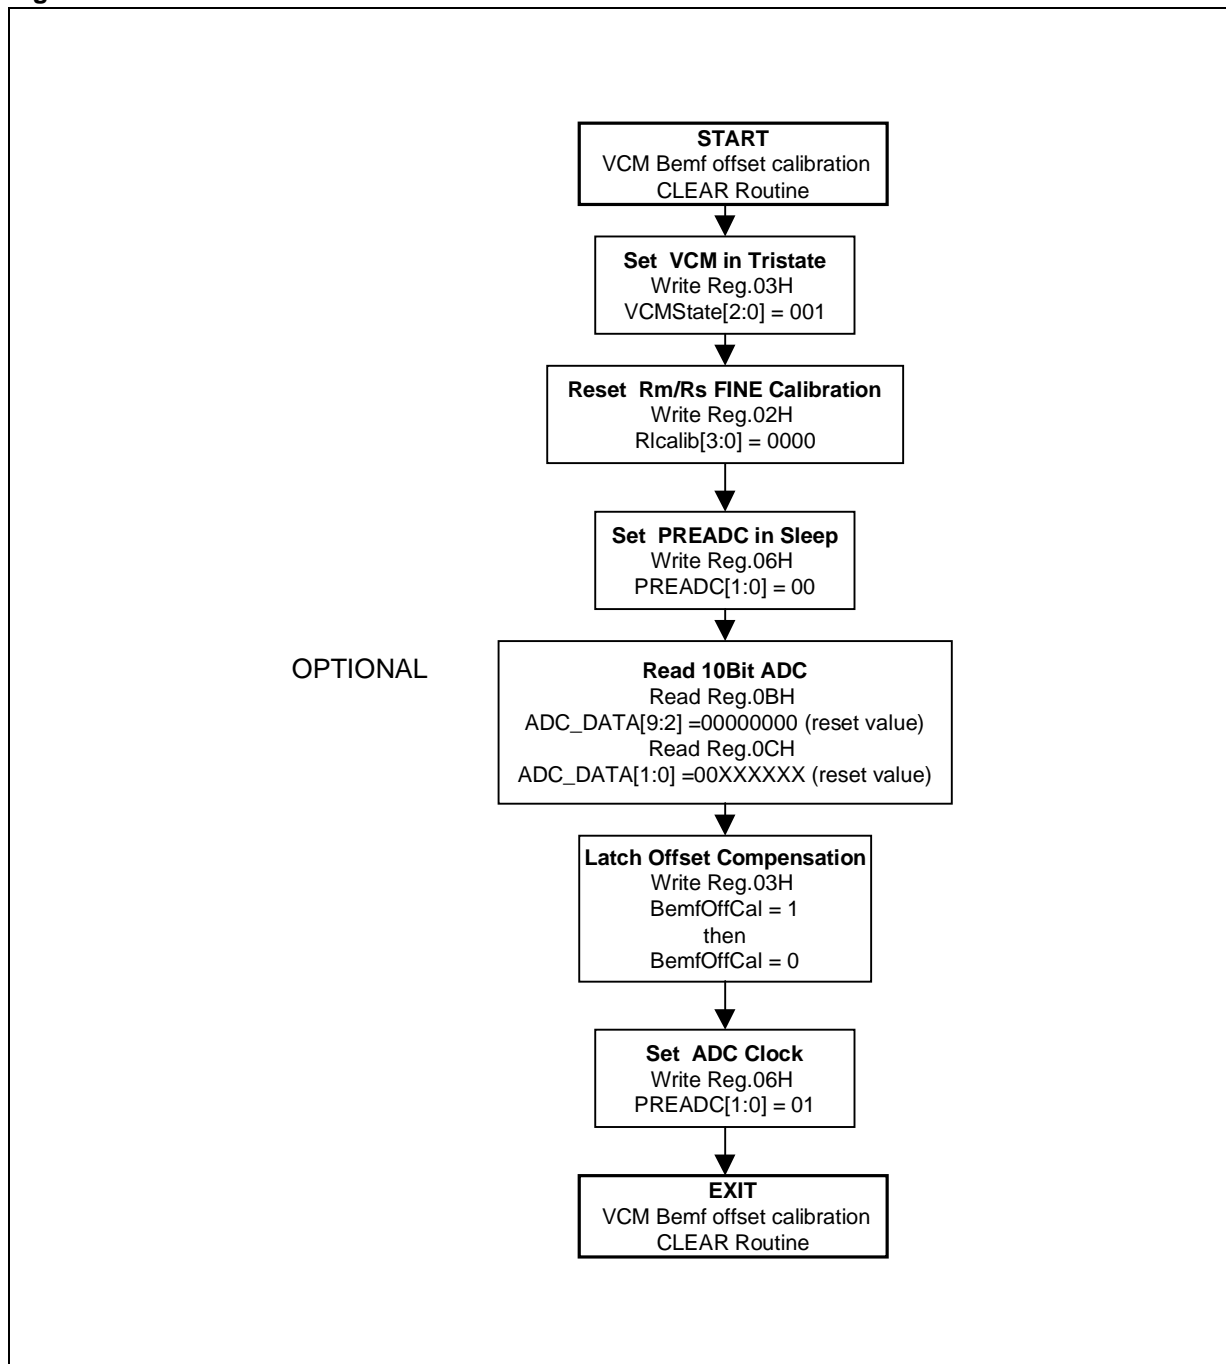 START
VCM Bemf offset calibration
CLEAR Routine
Set VCM in Tristate
Write Reg.03H
VCMState[2:0] = 001
Reset Rm/Rs FINE Calibration
Write Reg.02H
Rlcalib[3:0] = 0000
Set PREADC in Sleep
Write Reg.06H
PREADC[1:0] = 00
OPTIONAL
Read 10Bit ADC
Read Reg.0BH
ADC_DATA[9:2] =00000000 (reset value)
Read Reg.0CH
ADC_DATA[1:0] =00XXXXXX (reset value)
Latch Offset Compensation
Write Reg.03H
BemfOffCal = 1
then
BemfOffCal = 0
Set ADC Clock
Write Reg.06H
PREADC[1:0] = 01
EXIT
VCM Bemf offset calibration
CLEAR Routine